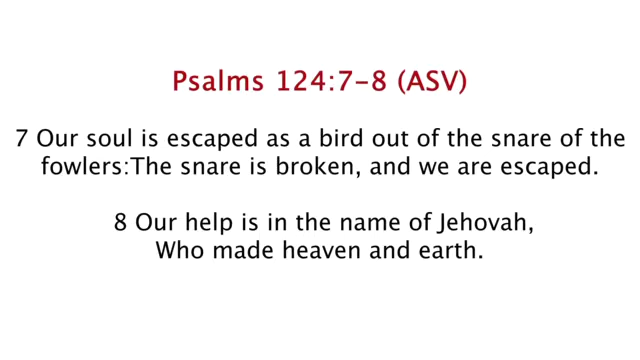 Psalms 124:7-8 (ASV)
7 Our soul is escaped as a bird out of the snare of the
fowlers:The snare is broken, and we are escaped.
8 Our help is in the name of Jehovah,
Who made heaven and earth.